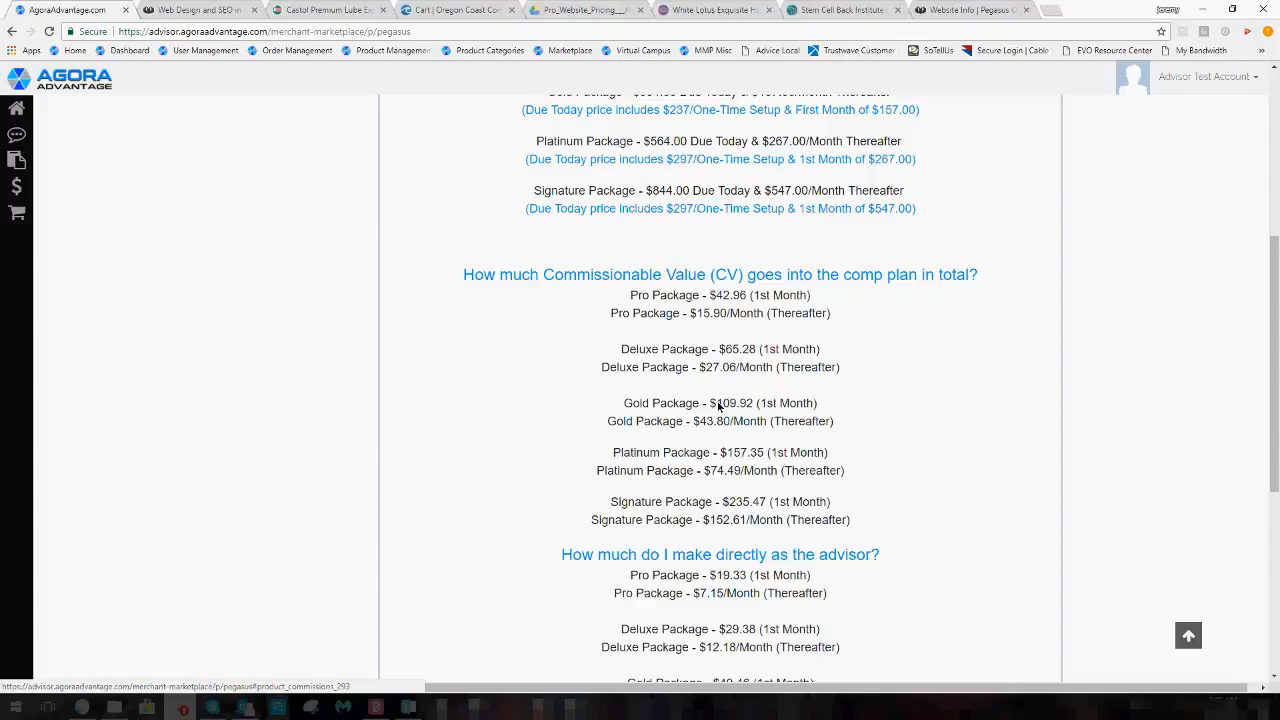 AgoraAdvantage.com
Web Design and SEO in
Castol Premium Lube Exp
Cart | Oregon Coast Com
Pro_Website_Pricing__/A
White Lotus Exquisite Hi
Stem Cell Back Institute
Website Info | Pegasus C
Jeremy
Secure
https://advisor.agoraadvantage.com/merchant-marketplace/p/pegasus
Apps
Home
Dashboard
User Management
Order Management
Product Management
Product Categories
Marketplace
Virtual Campus
MMP Misc
Advice Local
Trustwave Customer
SoTellUs
Secure Login | Cable
EVO Resource Center
My Bandwidth
AGORA
ADVANTAGE
Advisor Test Account
(Due Today price includes $237/One-Time Setup & First Month of $157.00)
Platinum Package - $564.00 Due Today & $267.00/Month Thereafter
(Due Today price includes $297/One-Time Setup & 1st Month of $267.00)
Signature Package - $844.00 Due Today & $547.00/Month Thereafter
(Due Today price includes $297/One-Time Setup & 1st Month of $547.00)
How much Commissionable Value (CV) goes into the comp plan in total?
Pro Package - $42.96 (1st Month)
Pro Package - $15.90/Month (Thereafter)
Deluxe Package - $65.28 (1st Month)
Deluxe Package - $27.06/Month (Thereafter)
Gold Package - $109.92 (1st Month)
Gold Package - $43.80/Month (Thereafter)
Platinum Package - $157.35 (1st Month)
Platinum Package - $74.49/Month (Thereafter)
Signature Package - $235.47 (1st Month)
Signature Package - $152.61/Month (Thereafter)
How much do I make directly as the advisor?
Pro Package - $19.33 (1st Month)
Pro Package - $7.15/Month (Thereafter)
Deluxe Package - $29.38 (1st Month)
Deluxe Package - $12.18/Month (Thereafter)
https://advisor.agoraadvantage.com/merchant-marketplace/p/pegasus#product_commissions_293